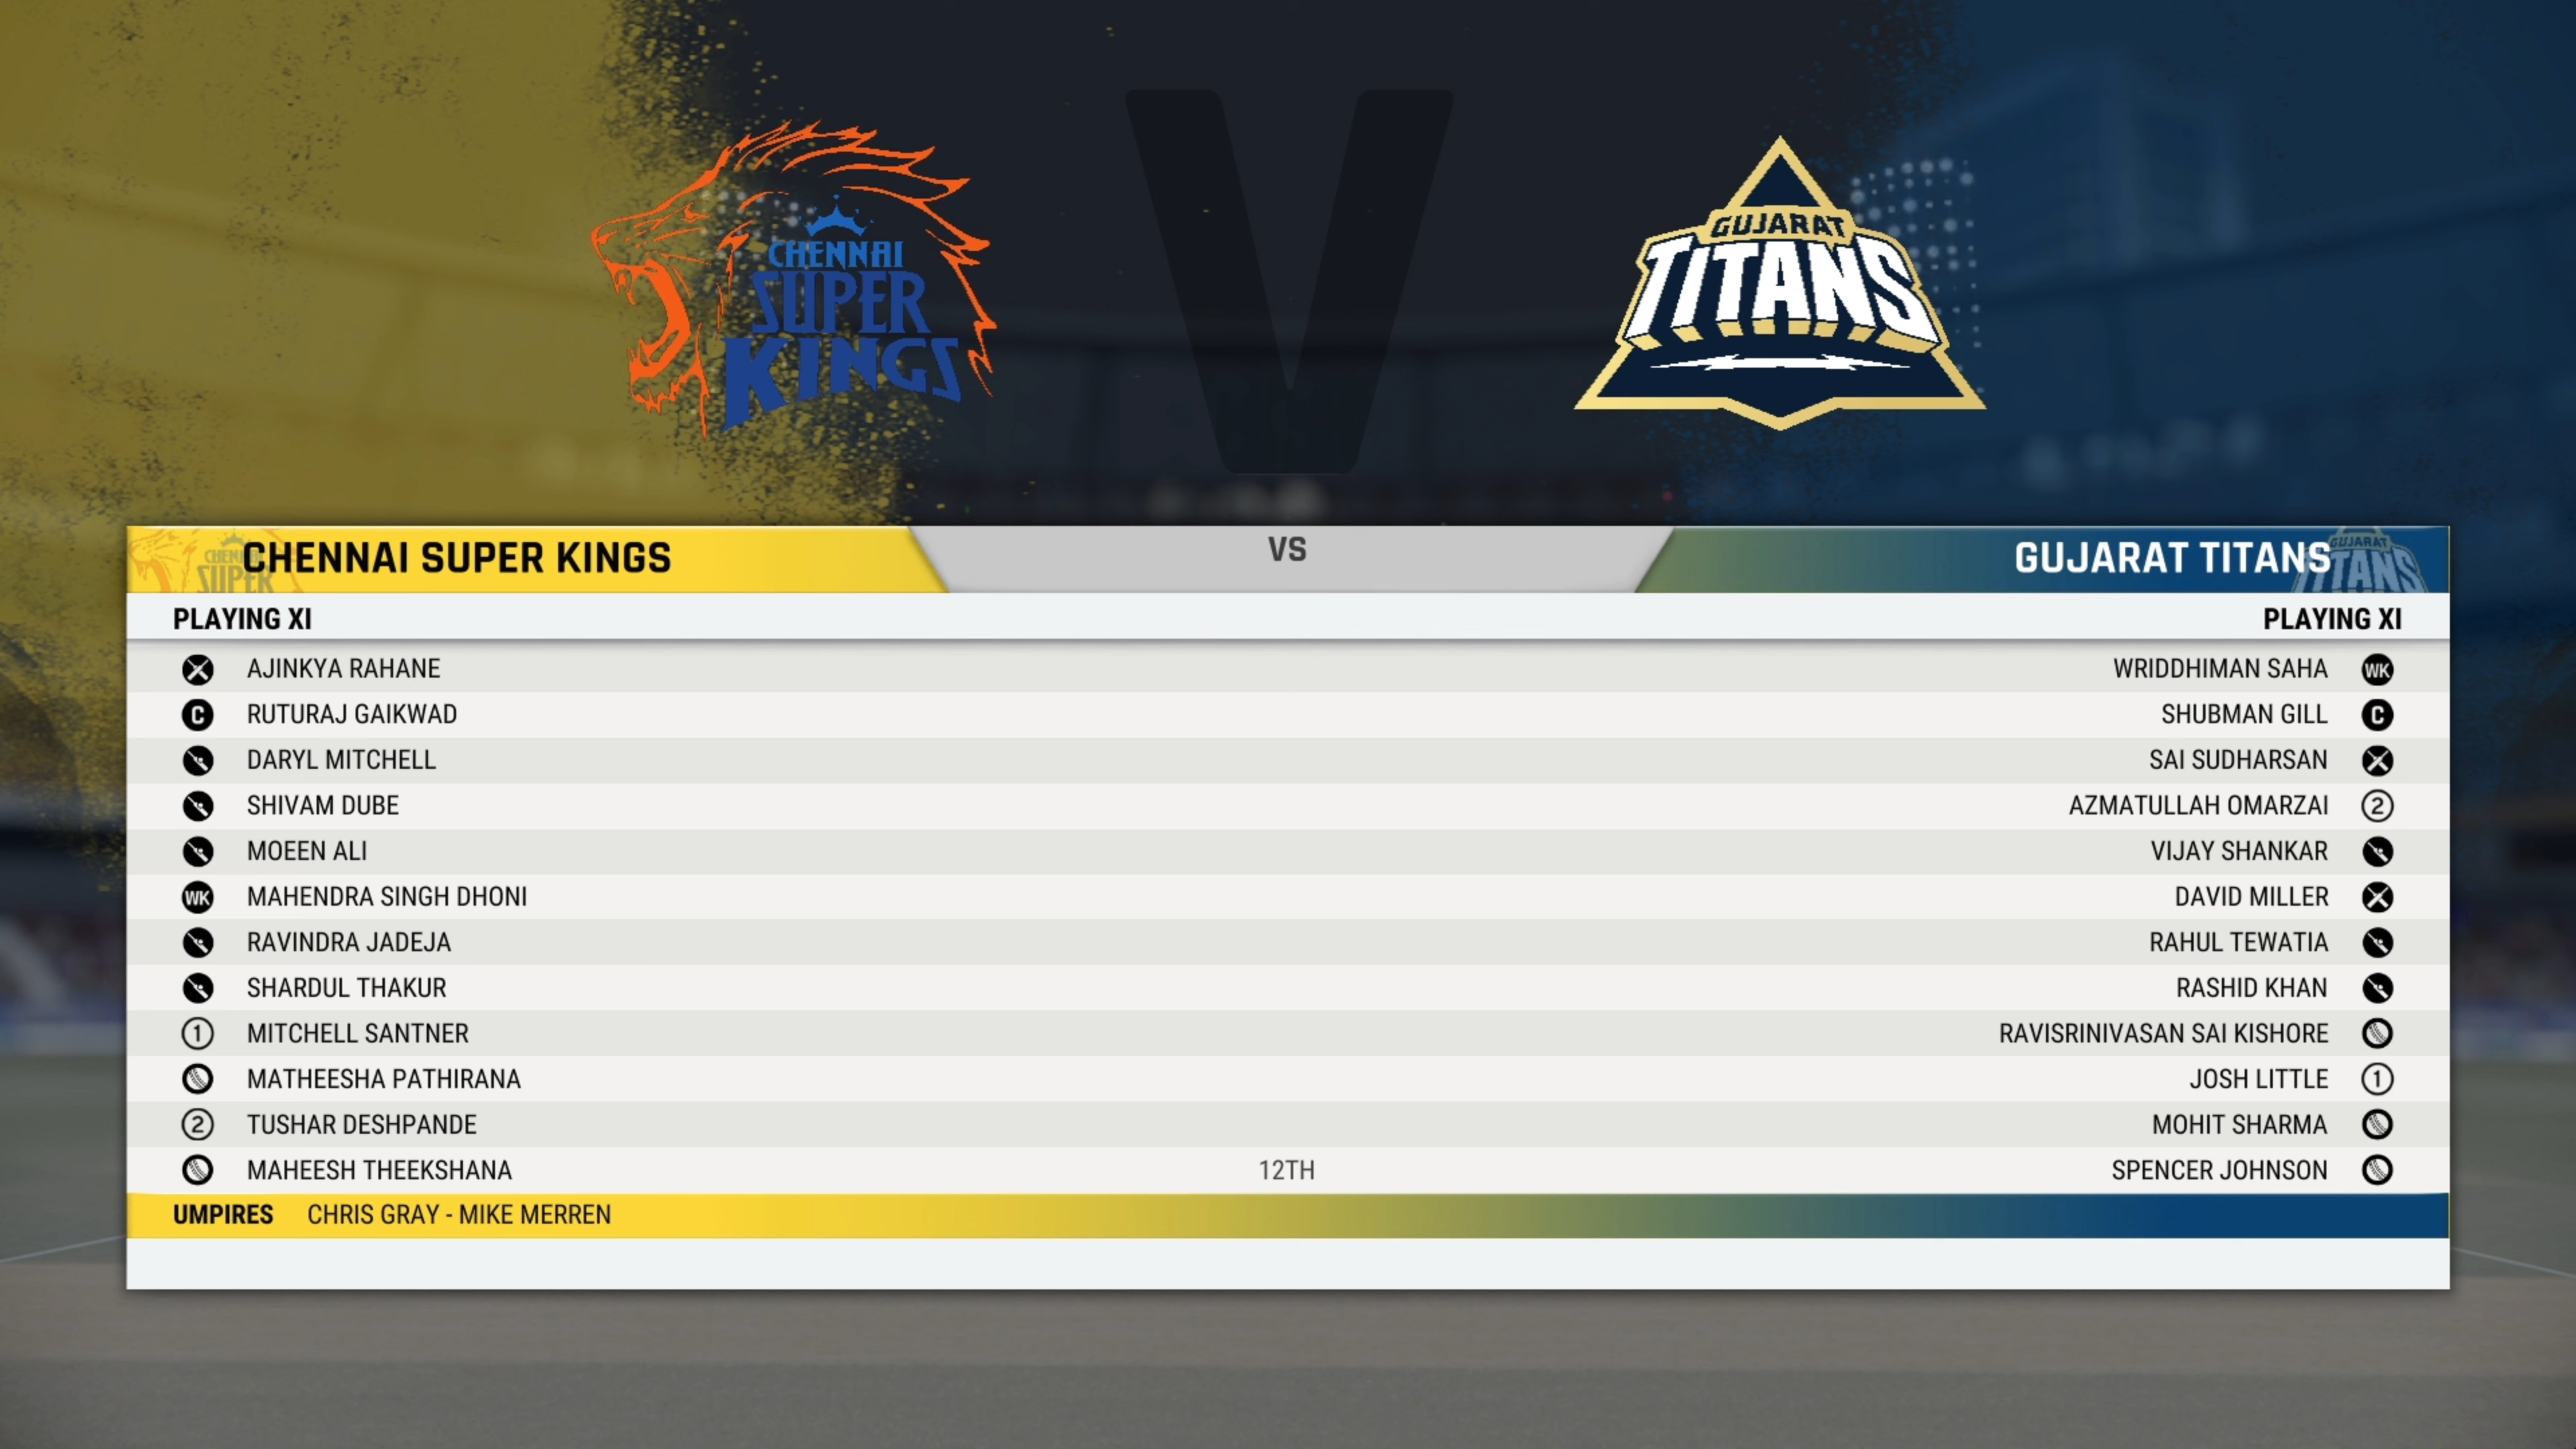 V
CHENNAI
SUPER
KINGS
GUJARAT
TITANS
CHENNAI SUPER KINGS VS GUJARAT TITANS
PLAYING XI PLAYING XI
AJINKYA RAHANE WRIDDHIMAN SAHA WK
C RUTURAJ GAIKWAD SHUBMAN GILL C
DARYL MITCHELL SAI SUDHARSAN
SHIVAM DUBE AZMATULLAH OMARZAI 2
MOEEN ALI VIJAY SHANKAR
WK MAHENDRA SINGH DHONI DAVID MILLER
RAVINDRA JADEJA RAHUL TEWATIA
SHARDUL THAKUR RASHID KHAN
1 MITCHELL SANTNER RAVISRINIVASAN SAI KISHORE
MATHEESHA PATHIRANA JOSH LITTLE 1
2 TUSHAR DESHPANDE MOHIT SHARMA
MAHEESH THEEKSHANA 12TH SPENCER JOHNSON
UMPIRES CHRIS GRAY - MIKE MERREN